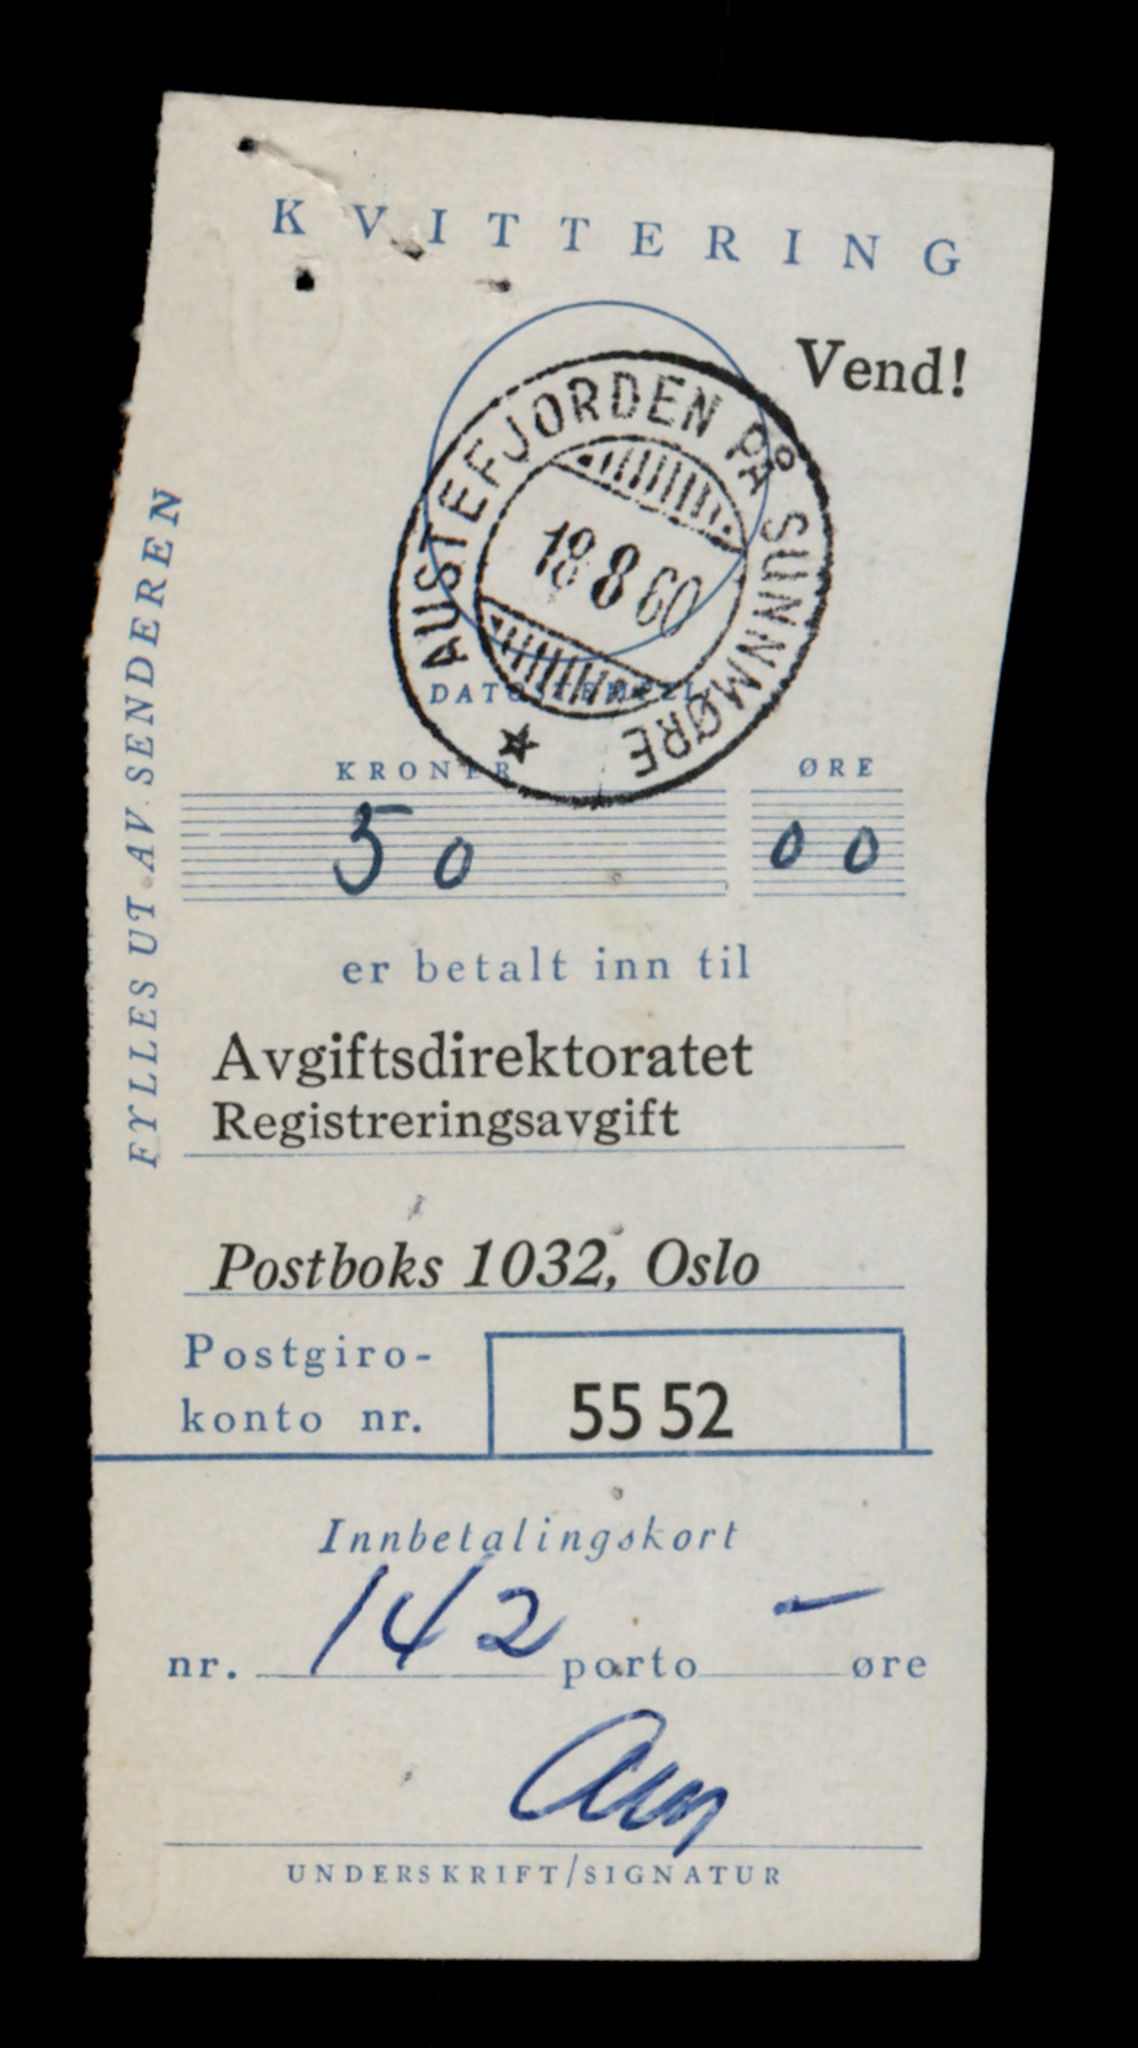 KVITTERING
Vend!
AUSTEFJORDEN PÅ SUNNMØRE
18 8 60
DATOSTEMPEL
FYLLES UT AV SENDEREN
KRONER ØRE
50 00
er betalt inn til
Avgiftsdirektoratet
Registreringsavgift
Postboks 1032, Oslo
Postgiro-
konto nr. 55 52
Innbetalingskort
nr. 142 porto — øre
UNDERSKRIFT/SIGNATUR